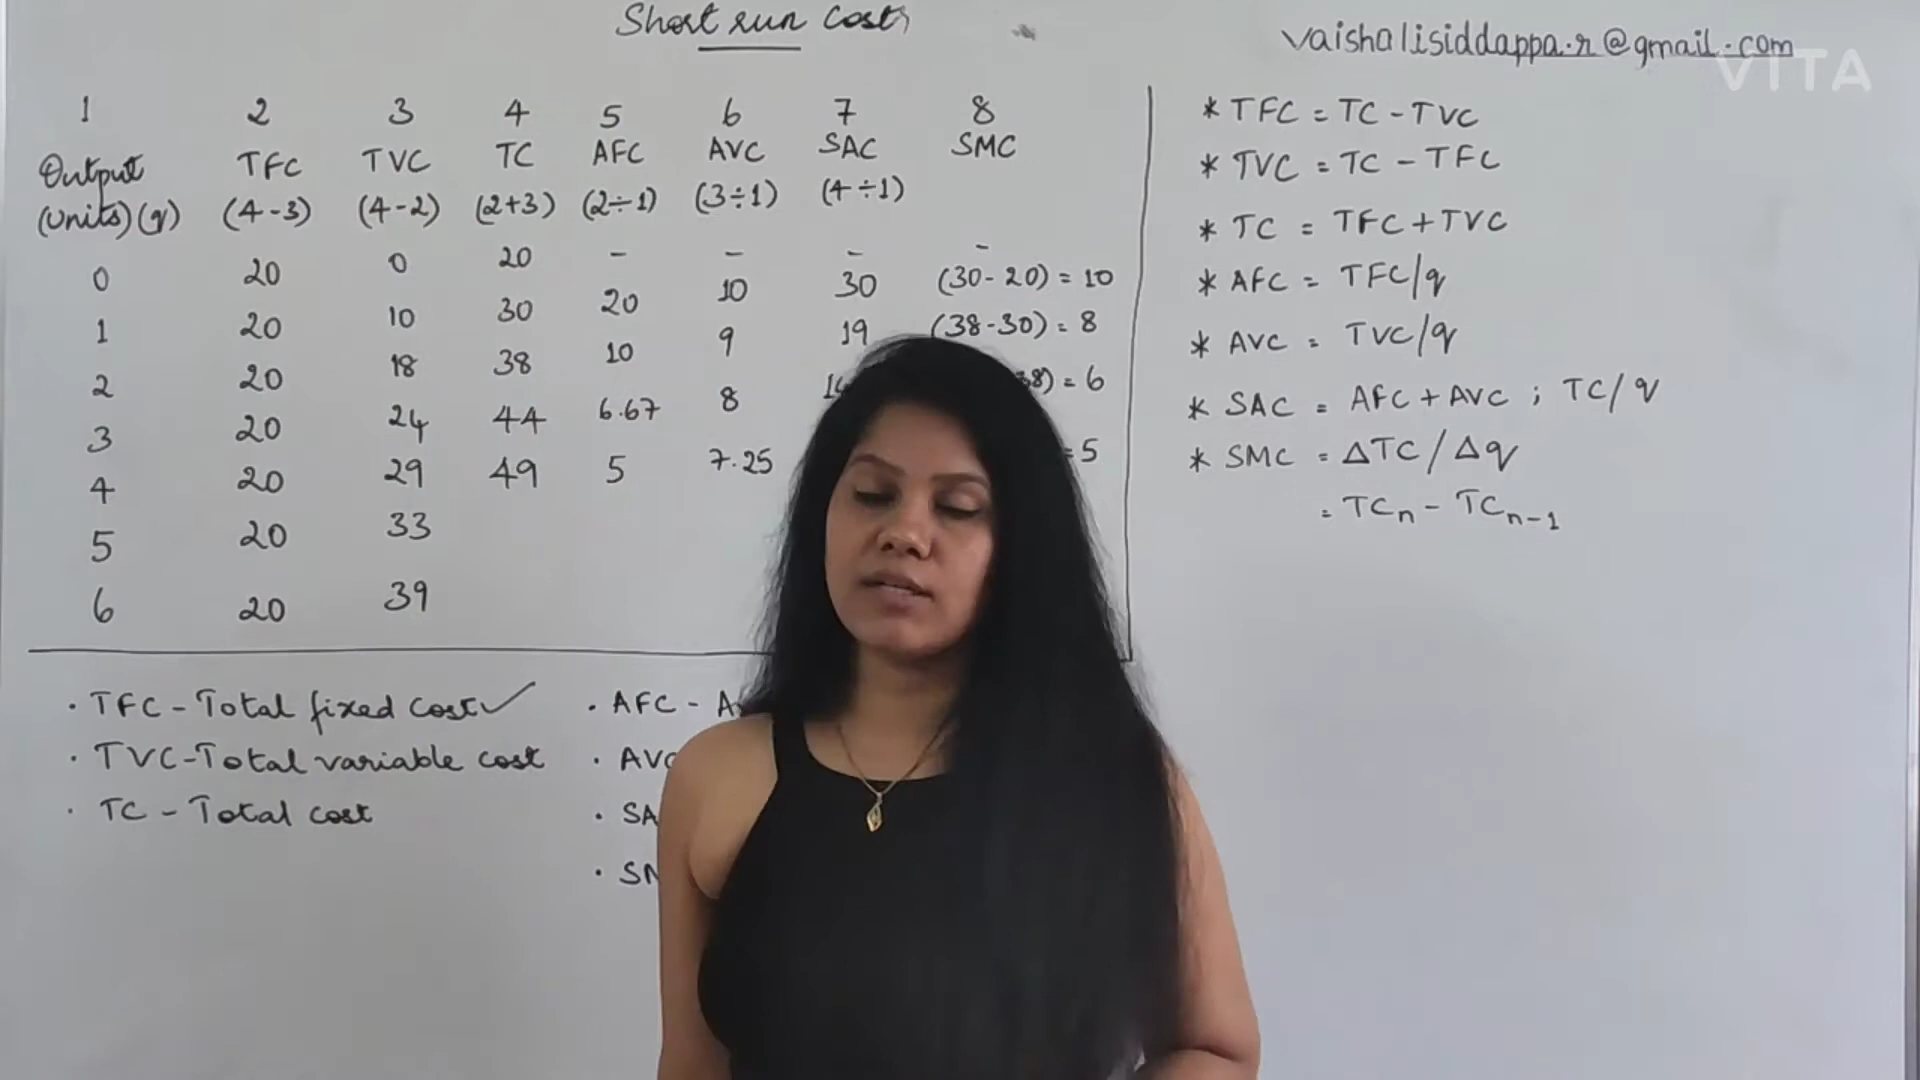 Short run Costs
vaishalisiddappa.r@gmail.com
VITA
1 2 3 4 5 6 7 8
Output TFC TVC TC AFC AVC SAC SMC
(units) (q) (4-3) (4-2) (2+3) (2÷1) (3÷1) (4÷1)
0 20 0 20 - - - -
1 20 10 30 20 10 30 (30-20) = 10
2 20 18 38 10 9 19 (38-30) = 8
3 20 24 44 6.67 8 = 6
4 20 29 49 5 7.25 = 5
5 20 33
6 20 39
* TFC = TC - TVC
* TVC = TC - TFC
* TC = TFC + TVC
* AFC = TFC/q
* AVC = TVC/q
* SAC = AFC + AVC ; TC/q
* SMC = ΔTC / Δq
= TCn - TCn-1
· TFC - Total fixed cost ✓
· TVC - Total variable cost
· TC - Total cost
· AFC -
· AVC
· SA
· SM